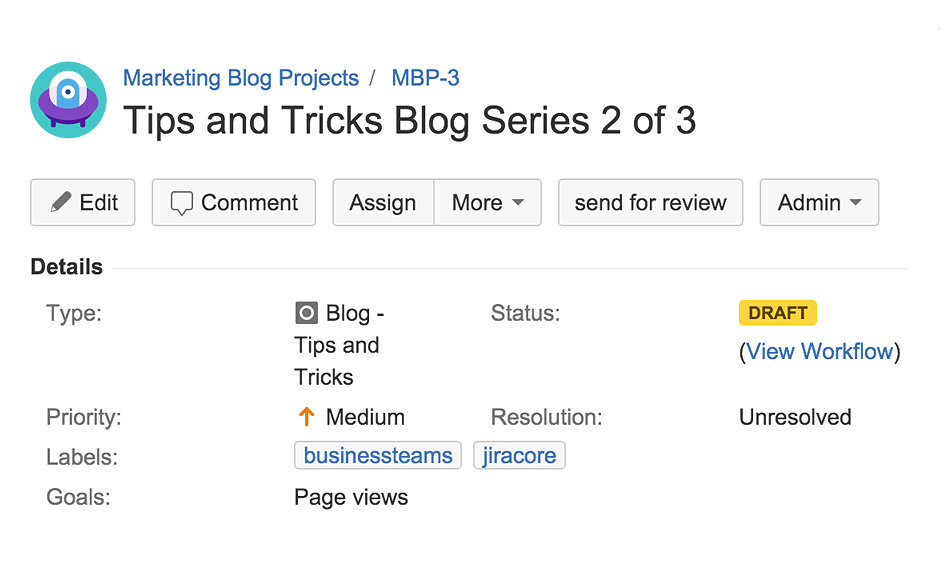 Marketing Blog Projects / MBP-3
Tips and Tricks Blog Series 2 of 3
Edit Comment Assign More send for review Admin
Details
Type: Blog - Status: DRAFT
Tips and (View Workflow)
Tricks
Priority: Medium Resolution: Unresolved
Labels: businessteams jiracore
Goals: Page views